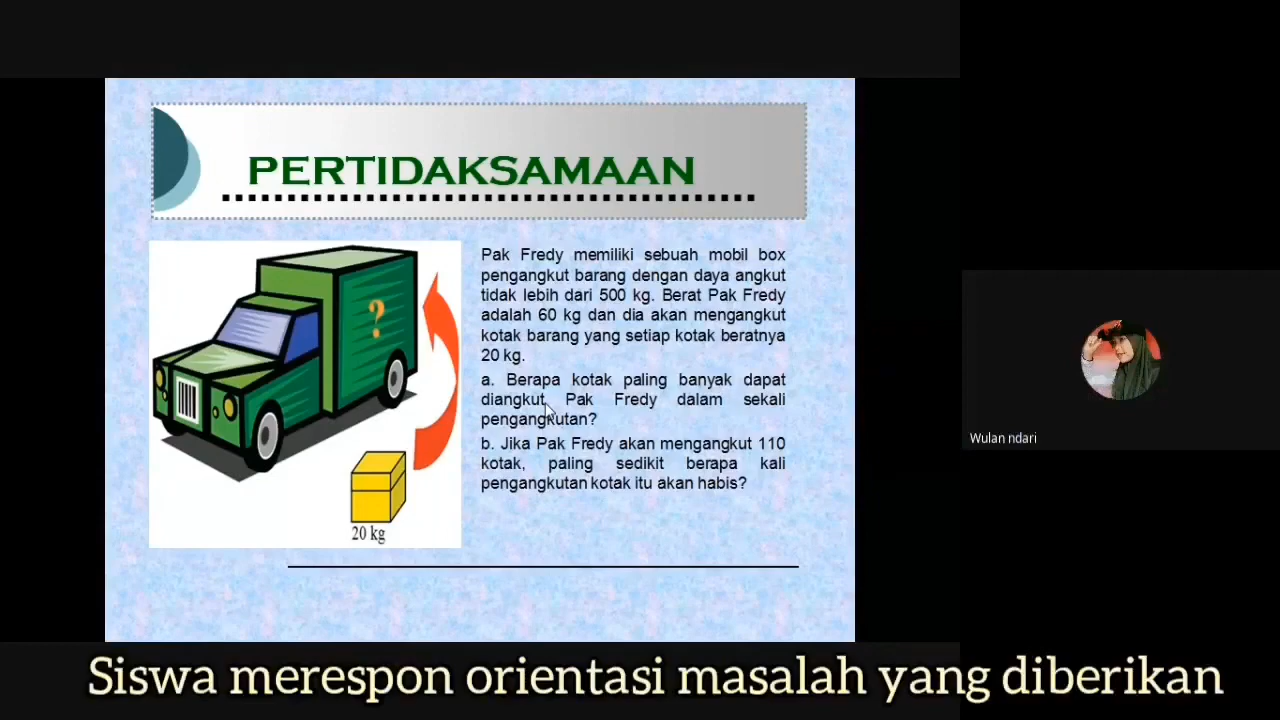 PERTIDAKSAMAAN
?
20 kg
Pak Fredy memiliki sebuah mobil box
pengangkut barang dengan daya angkut
tidak lebih dari 500 kg. Berat Pak Fredy
adalah 60 kg dan dia akan mengangkut
kotak barang yang setiap kotak beratnya
20 kg.
a. Berapa kotak paling banyak dapat
diangkut Pak Fredy dalam sekali
pengangkutan?
b. Jika Pak Fredy akan mengangkut 110
kotak, paling sedikit berapa kali
pengangkutan kotak itu akan habis?
Wulan ndari
Siswa merespon orientasi masalah yang diberikan